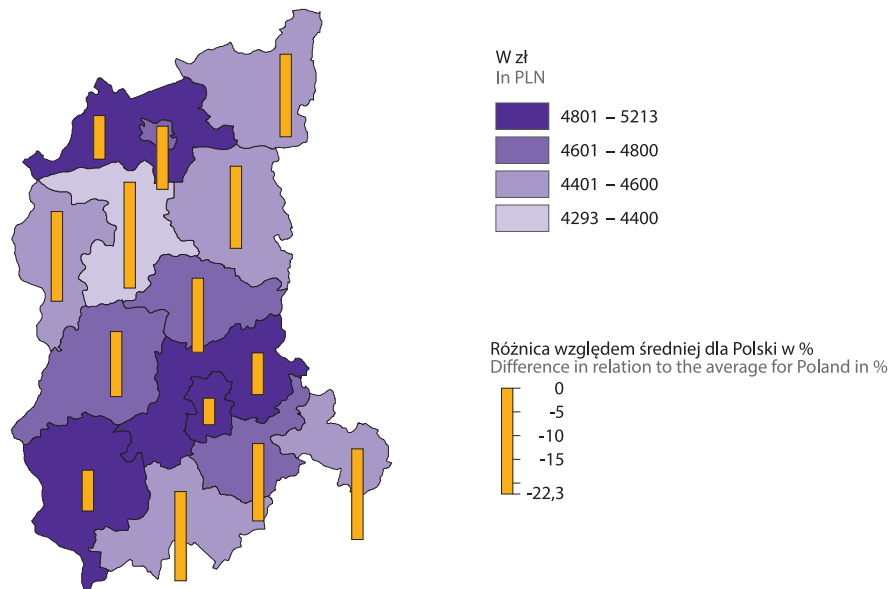 W zł
In PLN
4801 – 5213
4601 – 4800
4401 – 4600
4293 – 4400
Różnica względem średniej dla Polski w %
Difference in relation to the average for Poland in %
0
-5
-10
-15
-22,3